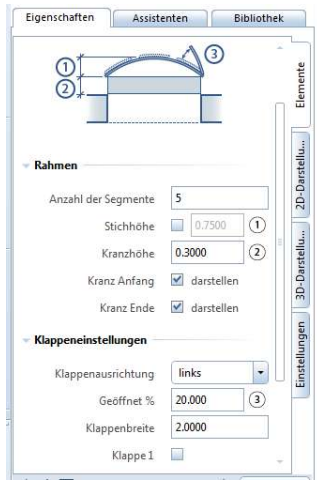 Eigenschaften Assistenten Bibliothek
1 3
2
Rahmen
Anzahl der Segmente 5
Stichhöhe 0.7500 1
Kranzhöhe 0.3000 2
Kranz Anfang darstellen
Kranz Ende darstellen
Klappeneinstellungen
Klappenausrichtung links
Geöffnet % 20.000 3
Klappenbreite 2.0000
Klappe 1
Elemente
2D-Darstellu...
3D-Darstellu...
Einstellungen